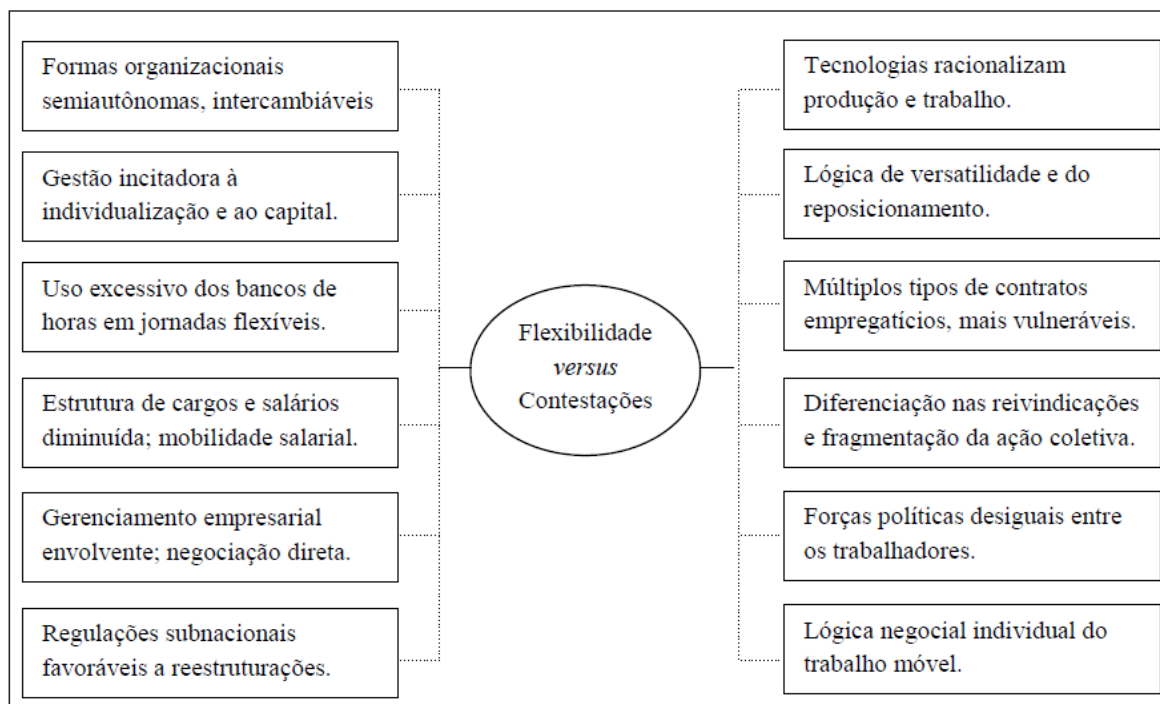 Formas organizacionais
semiautônomas, intercambiáveis
Gestão incitadora à
individualização e ao capital.
Uso excessivo dos bancos de
horas em jornadas flexíveis.
Estrutura de cargos e salários
diminuída; mobilidade salarial.
Gerenciamento empresarial
envolvente; negociação direta.
Regulações subnacionais
favoráveis a reestruturações.
Flexibilidade
versus
Contestações
Tecnologias racionalizam
produção e trabalho.
Lógica de versatilidade e do
reposicionamento.
Múltiplos tipos de contratos
empregatícios, mais vulneráveis.
Diferenciação nas reivindicações
e fragmentação da ação coletiva.
Forças políticas desiguais entre
os trabalhadores.
Lógica negocial individual do
trabalho móvel.